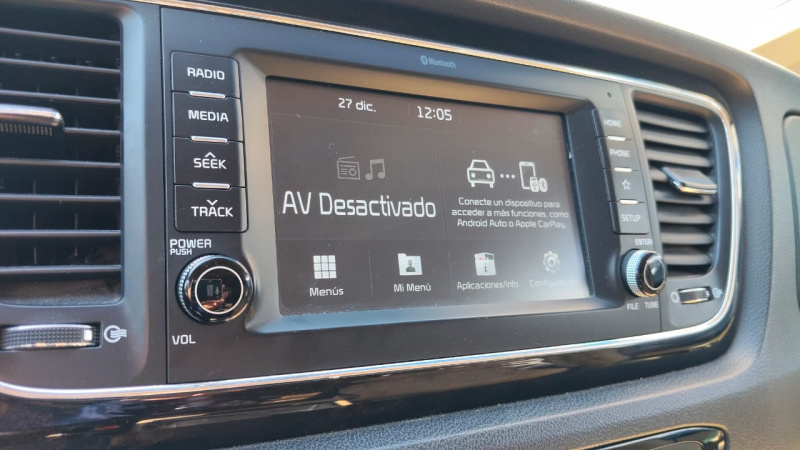 Bluetooth
RADIO
MEDIA
SEEK
TRACK
POWER
PUSH
VOL
27 dic. 12:05
AV Desactivado
Conecte un dispositivo para
acceder a más funciones, como
Android Auto o Apple CarPlay.
Menús
Mi Menú
Aplicaciones/info.
HOME
PHONE
SETUP
ENTER
FILE TUNE